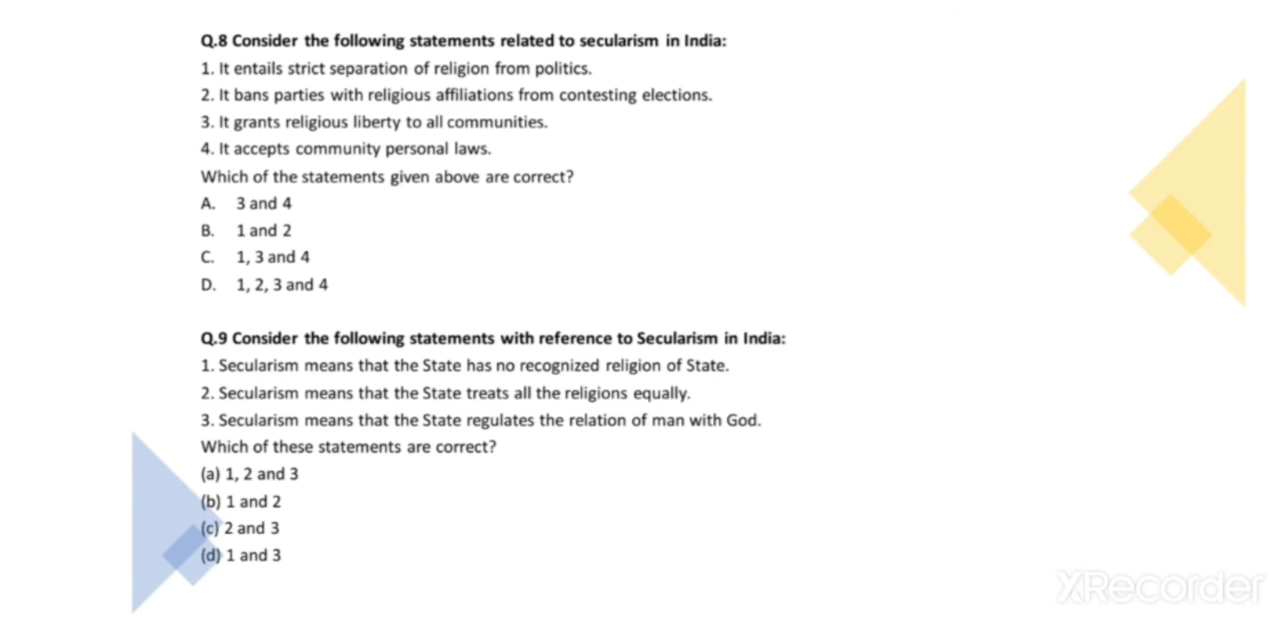 Q.8 Consider the following statements related to secularism in India:
1. It entails strict separation of religion from politics.
2. It bans parties with religious affiliations from contesting elections.
3. It grants religious liberty to all communities.
4. It accepts community personal laws.
Which of the statements given above are correct?
A. 3 and 4
B. 1 and 2
C. 1, 3 and 4
D. 1, 2, 3 and 4
Q.9 Consider the following statements with reference to Secularism in India:
1. Secularism means that the State has no recognized religion of State.
2. Secularism means that the State treats all the religions equally.
3. Secularism means that the State regulates the relation of man with God.
Which of these statements are correct?
(a) 1, 2 and 3
(b) 1 and 2
(c) 2 and 3
(d) 1 and 3
XRecorder